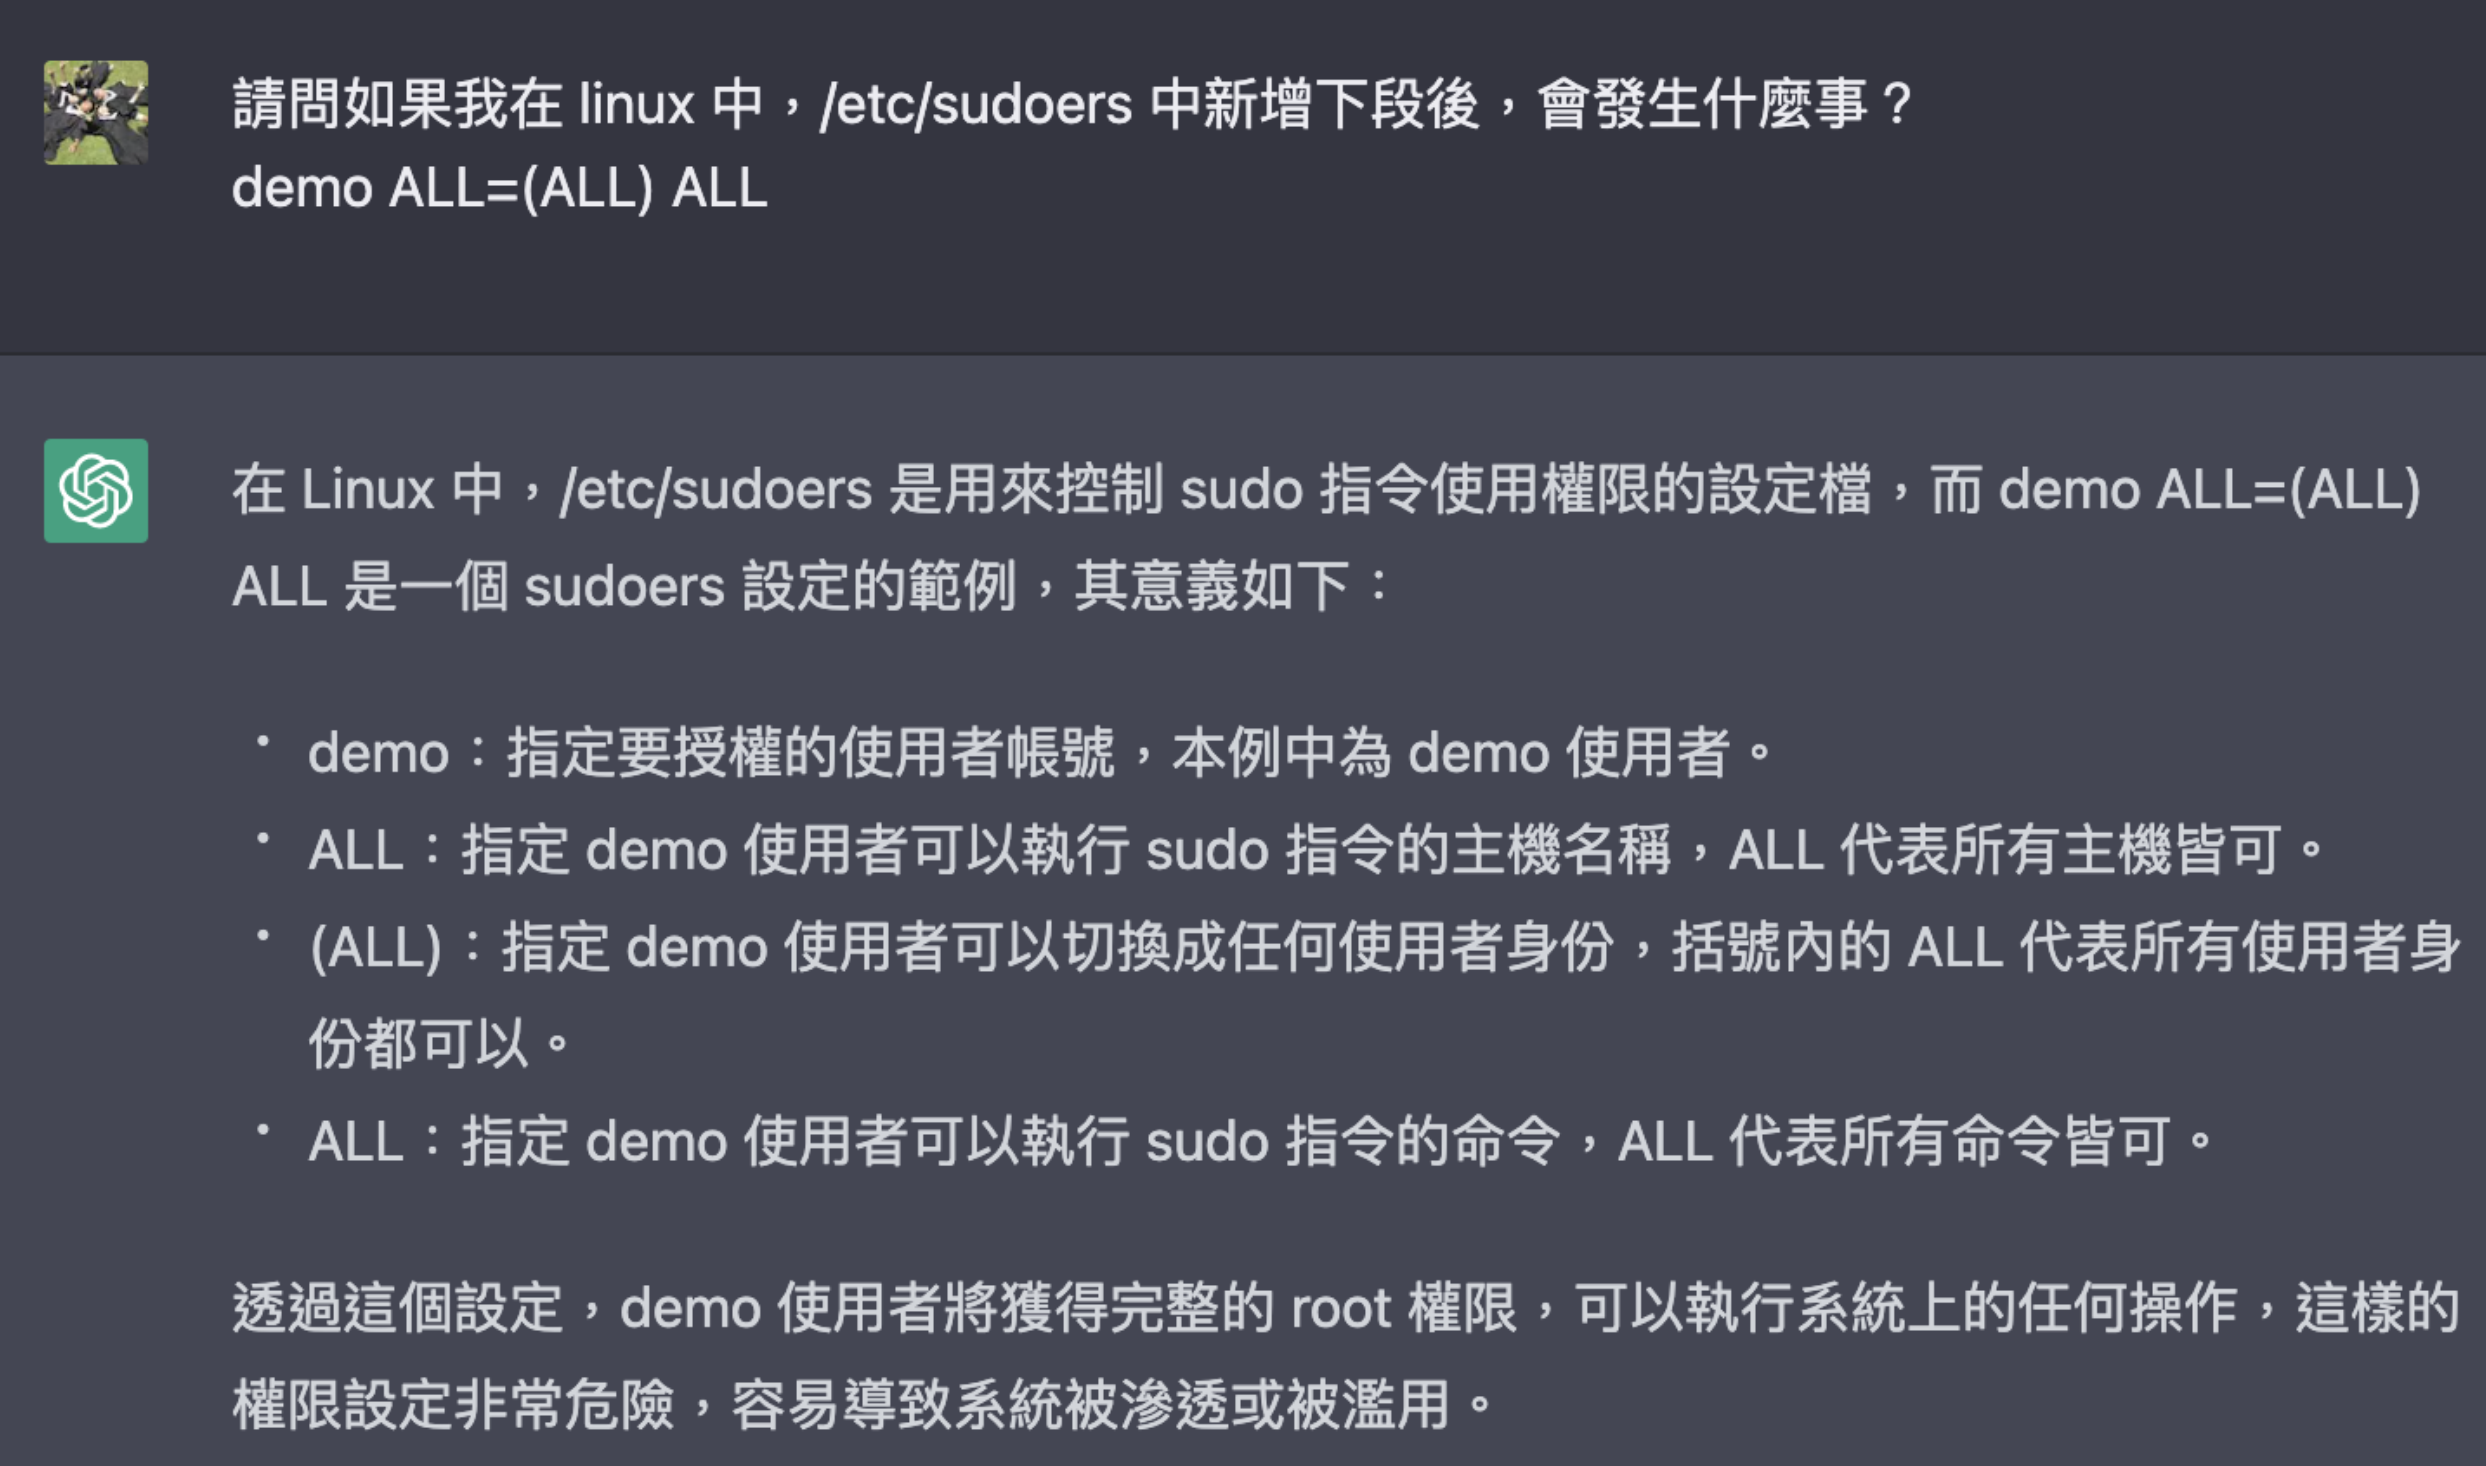 請問如果我在 linux 中，/etc/sudoers 中新增下段後，會發生什麼事？
demo ALL=(ALL) ALL
在 Linux 中，/etc/sudoers 是用來控制 sudo 指令使用權限的設定檔，而 demo ALL=(ALL)
ALL 是一個 sudoers 設定的範例，其意義如下：
• demo：指定要授權的使用者帳號，本例中為 demo 使用者。
• ALL：指定 demo 使用者可以執行 sudo 指令的主機名稱，ALL 代表所有主機皆可。
• (ALL)：指定 demo 使用者可以切換成任何使用者身份，括號內的 ALL 代表所有使用者身
份都可以。
• ALL：指定 demo 使用者可以執行 sudo 指令的命令，ALL 代表所有命令皆可。
透過這個設定，demo 使用者將獲得完整的 root 權限，可以執行系統上的任何操作，這樣的
權限設定非常危險，容易導致系統被滲透或被濫用。